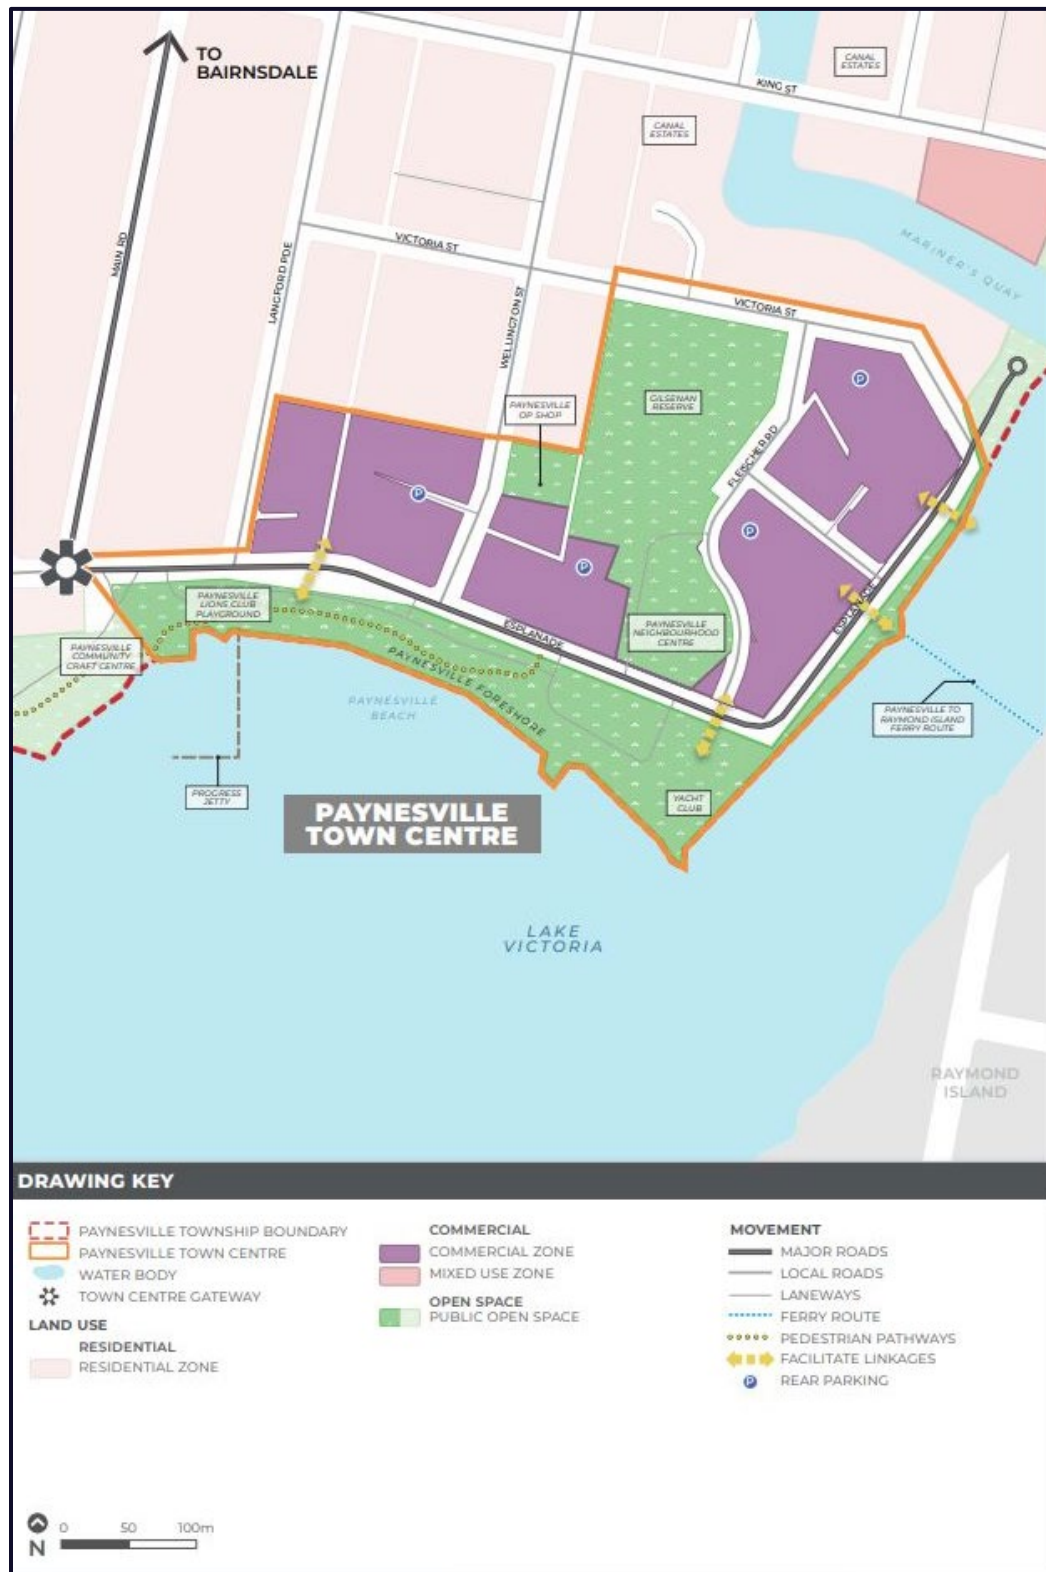 TO
BAIRNSDALE
CANAL
ESTATES
KING ST
CANAL
ESTATES
MARINER'S QUAY
MAIN RD
LANGFORD PDE
VICTORIA ST
WELLINGTON ST
VICTORIA ST
PAYNESVILLE
OP SHOP
GILSENAN
RESERVE
P
FLEISCHER RD
P
P
P
PAYNESVILLE
LIONS CLUB
PLAYGROUND
PAYNESVILLE
COMMUNITY
CRAFT CENTRE
ESPLANADE
PAYNESVILLE
NEIGHBOURHOOD
CENTRE
ESPLANADE
PAYNESVILLE FORESHORE
PAYNESVILLE
BEACH
PAYNESVILLE TO
RAYMOND ISLAND
FERRY ROUTE
PROGRESS
JETTY
YACHT
CLUB
PAYNESVILLE
TOWN CENTRE
LAKE
VICTORIA
RAYMOND
ISLAND
DRAWING KEY
PAYNESVILLE TOWNSHIP BOUNDARY
PAYNESVILLE TOWN CENTRE
WATER BODY
TOWN CENTRE GATEWAY
LAND USE
RESIDENTIAL
RESIDENTIAL ZONE
COMMERCIAL
COMMERCIAL ZONE
MIXED USE ZONE
OPEN SPACE
PUBLIC OPEN SPACE
MOVEMENT
MAJOR ROADS
LOCAL ROADS
LANEWAYS
FERRY ROUTE
PEDESTRIAN PATHWAYS
FACILITATE LINKAGES
P REAR PARKING
N
0 50 100m